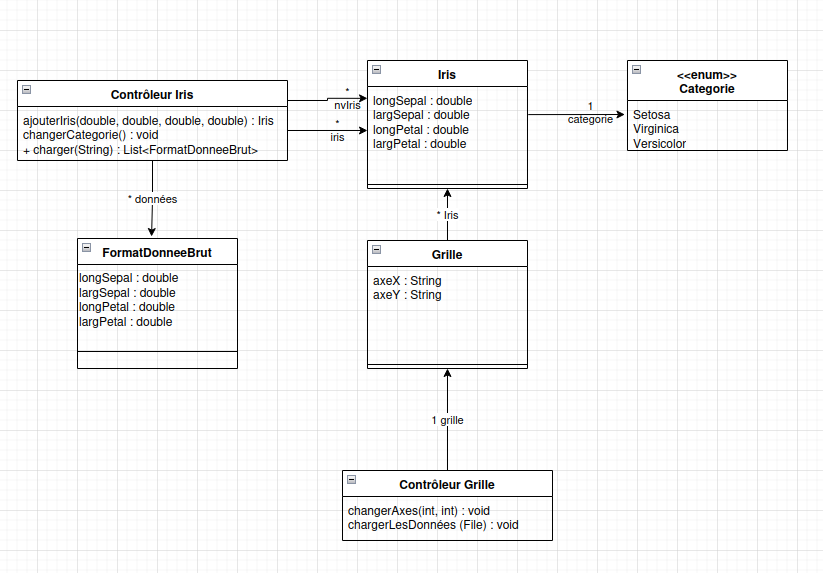 Contrôleur Iris
ajouterIris(double, double, double, double) : Iris
changerCategorie() : void
+ charger(String) : List<FormatDonneeBrut>
*
nvIris
*
iris
Iris
longSepal : double
largSepal : double
longPetal : double
largPetal : double
1
categorie
<<enum>>
Categorie
Setosa
Virginica
Versicolor
* données
* Iris
FormatDonneeBrut
longSepal : double
largSepal : double
longPetal : double
largPetal : double
Grille
axeX : String
axeY : String
1 grille
Contrôleur Grille
changerAxes(int, int) : void
chargerLesDonnées (File) : void